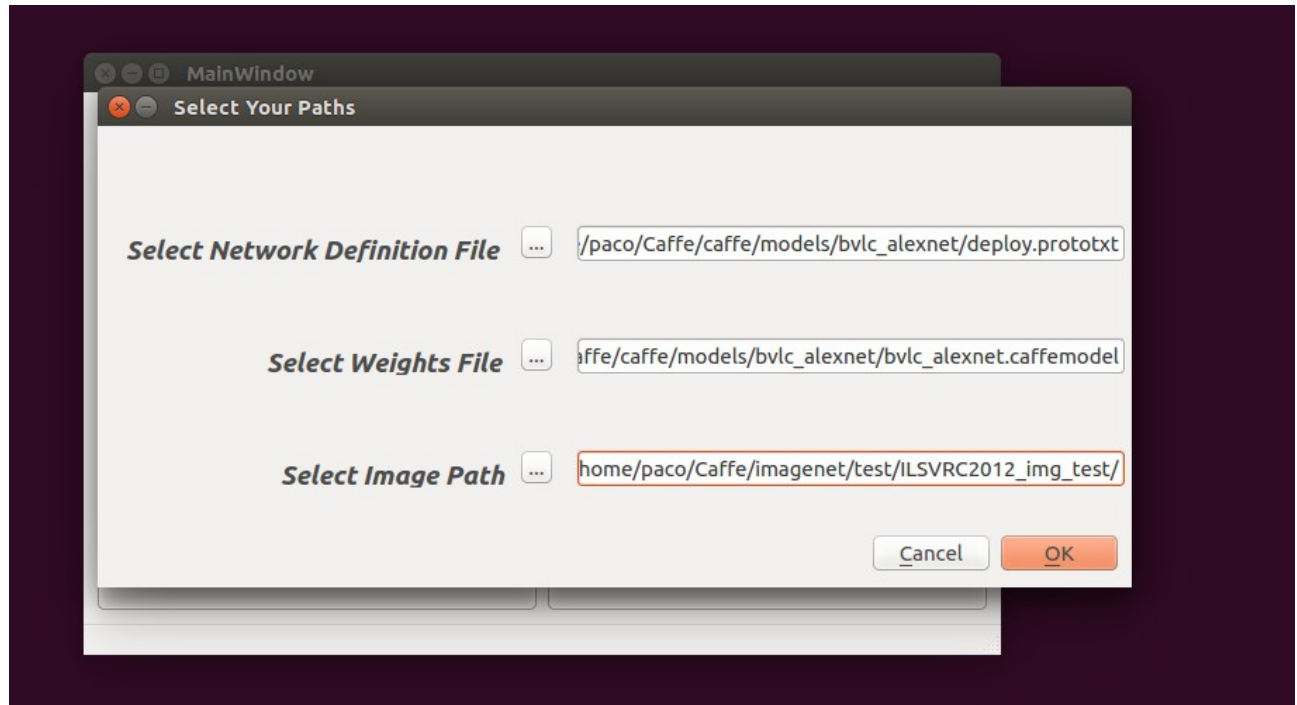 MainWindow
Select Your Paths
Select Network Definition File ... /paco/Caffe/caffe/models/bvlc_alexnet/deploy.prototxt
Select Weights File ... affe/caffe/models/bvlc_alexnet/bvlc_alexnet.caffemodel
Select Image Path ... home/paco/Caffe/imagenet/test/ILSVRC2012_img_test/
Cancel OK